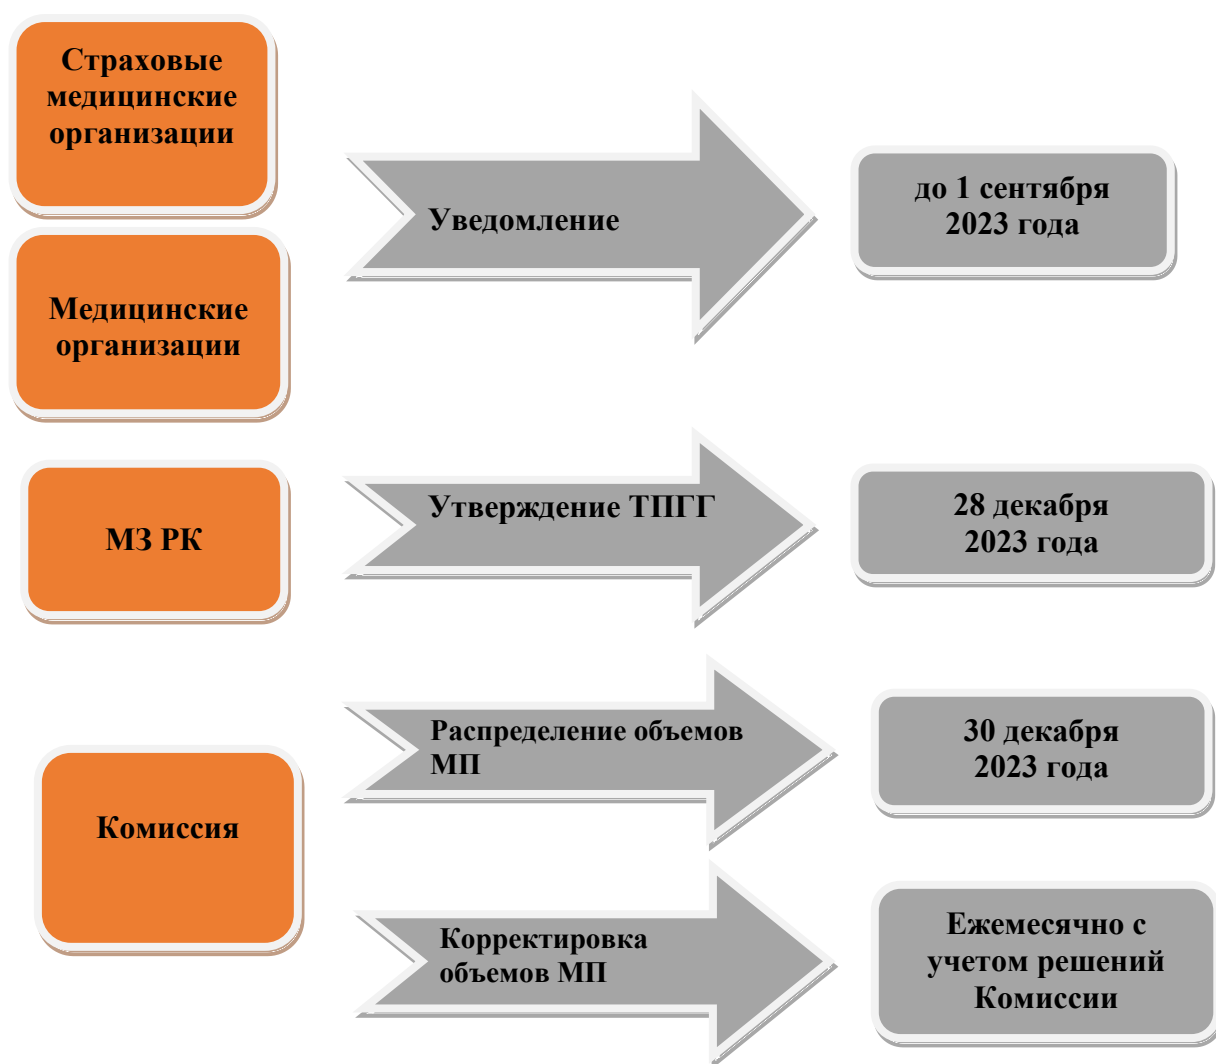 Страховые
медицинские
организации
Уведомление
до 1 сентября
2023 года
Медицинские
организации
МЗ РК
Утверждение ТПГГ
28 декабря
2023 года
Комиссия
Распределение объемов
МП
30 декабря
2023 года
Корректировка
объемов МП
Ежемесячно с
учетом решений
Комиссии